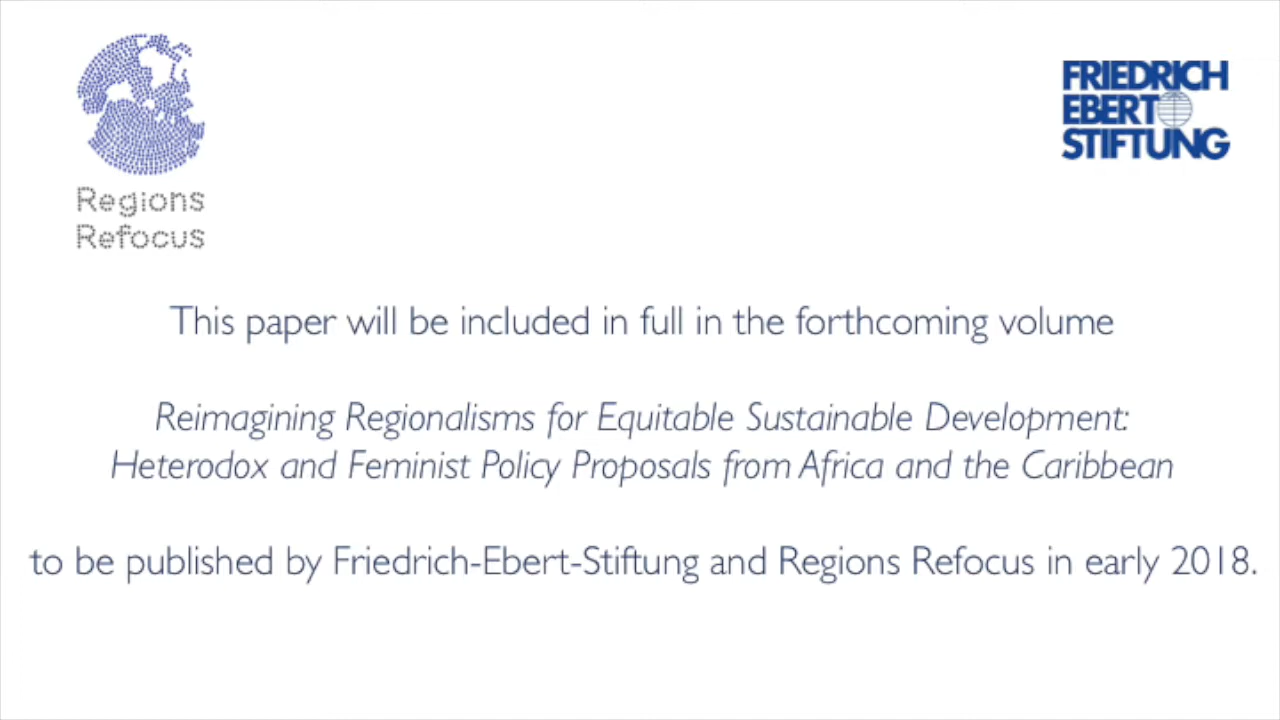 Regions
Refocus
FRIEDRICH
EBERT
STIFTUNG
This paper will be included in full in the forthcoming volume
Reimagining Regionalisms for Equitable Sustainable Development:
Heterodox and Feminist Policy Proposals from Africa and the Caribbean
to be published by Friedrich-Ebert-Stiftung and Regions Refocus in early 2018.